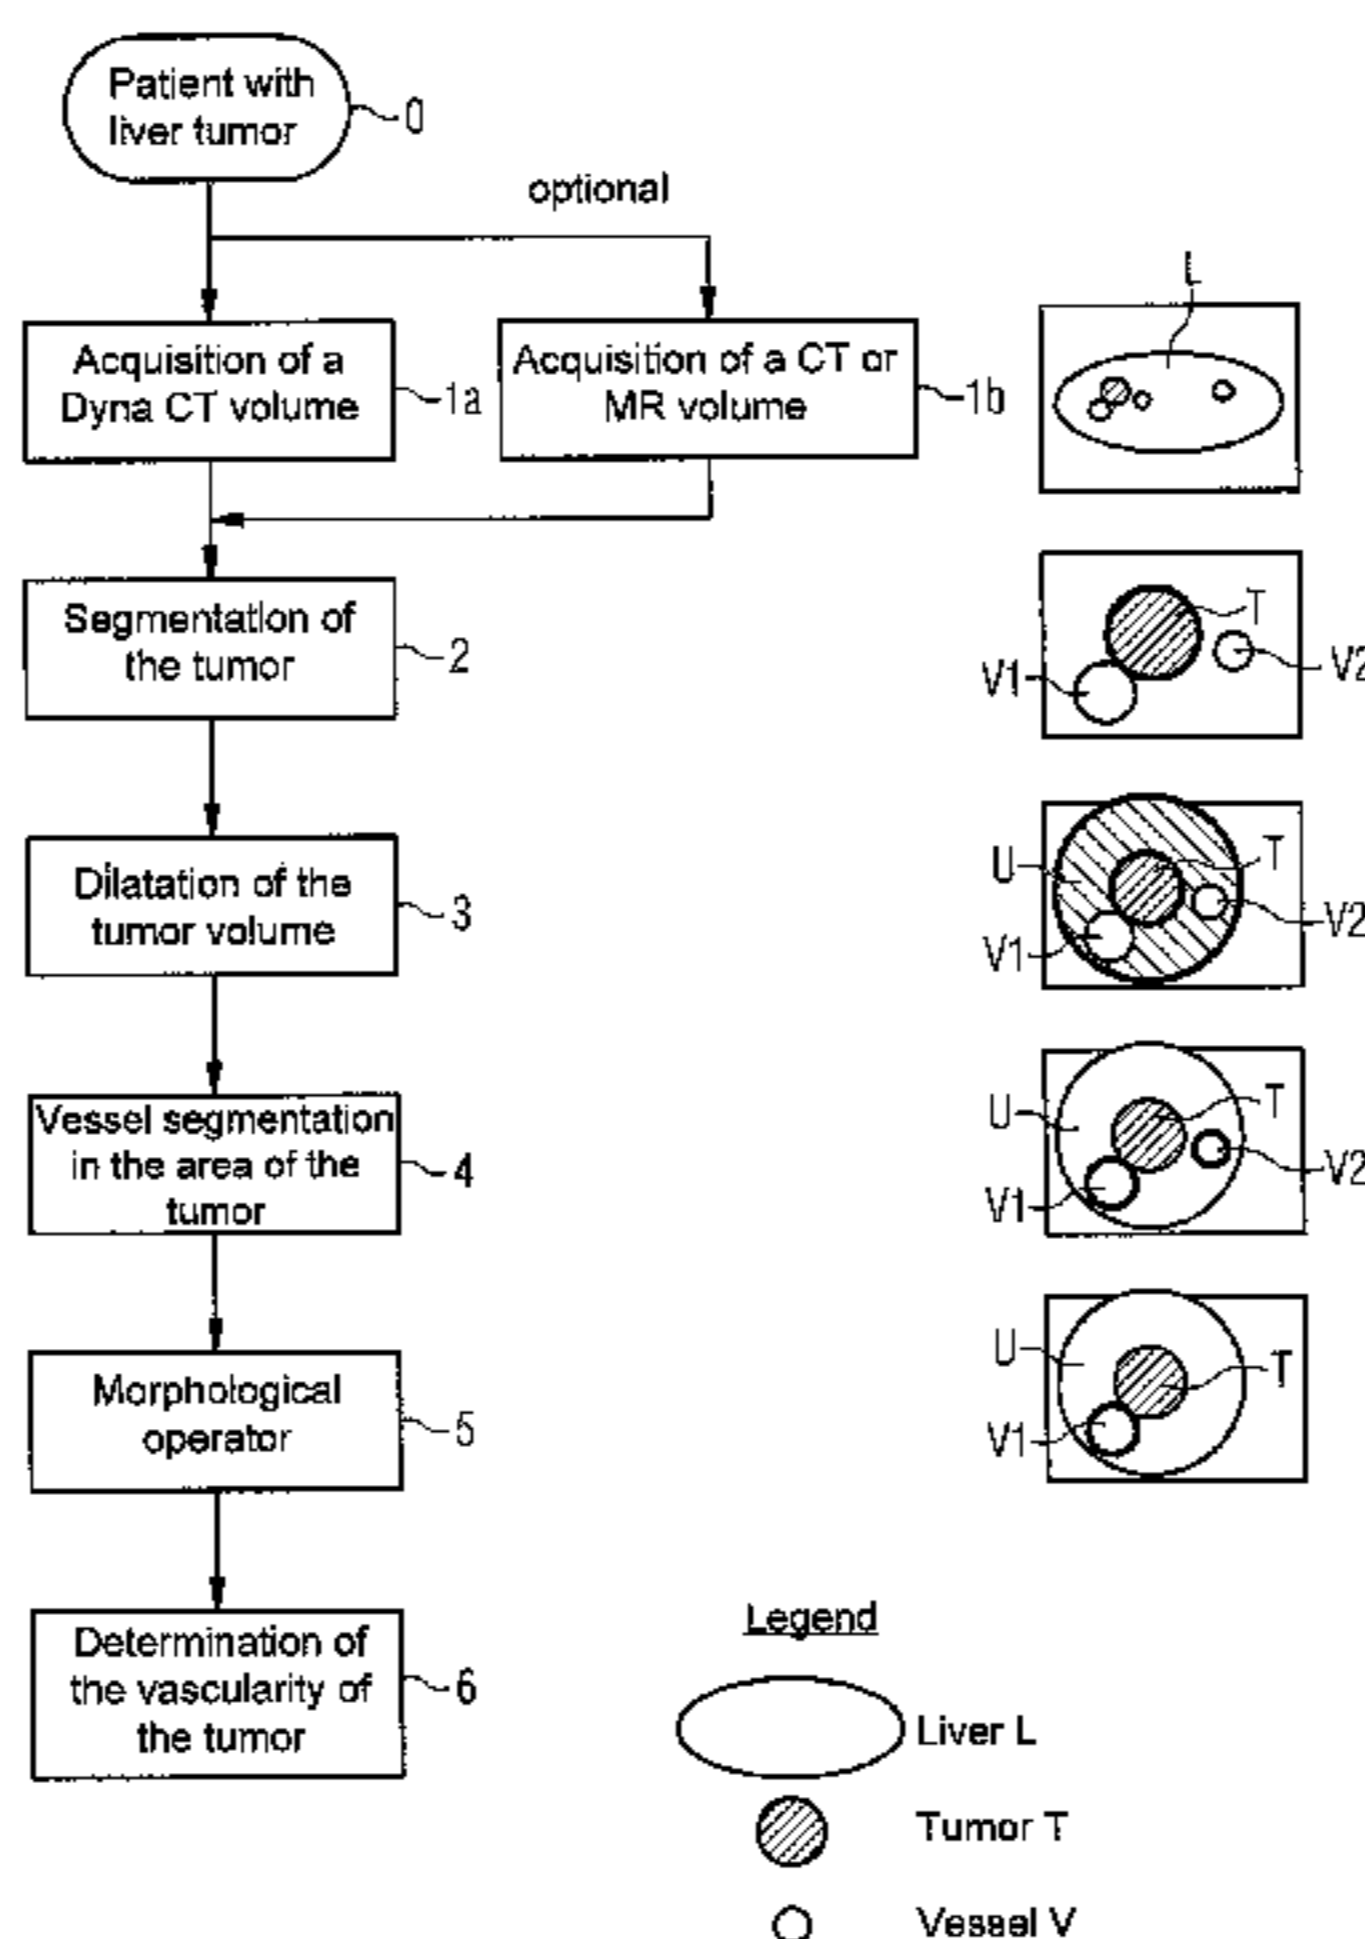 Patient with
liver tumor
0
optional
Acquisition of a
Dyna CT volume
1a
Acquisition of a CT or
MR volume
1b
L
Segmentation of
the tumor
2
T
V1
V2
Dilatation of the
tumor volume
3
U
T
V1
V2
Vessel segmentation
in the area of the
tumor
4
U
T
V1
V2
Morphological
operator
5
U
T
V1
Determination of
the vascularity of
the tumor
6
Legend
Liver L
Tumor T
Vessel V